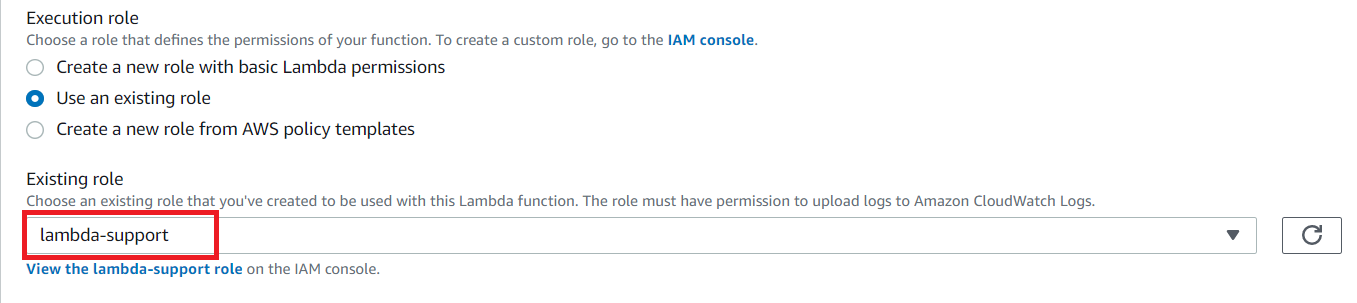 Execution role
Choose a role that defines the permissions of your function. To create a custom role, go to the IAM console.
Create a new role with basic Lambda permissions
Use an existing role
Create a new role from AWS policy templates
Existing role
Choose an existing role that you've created to be used with this Lambda function. The role must have permission to upload logs to Amazon CloudWatch Logs.
lambda-support
View the lambda-support role on the IAM console.